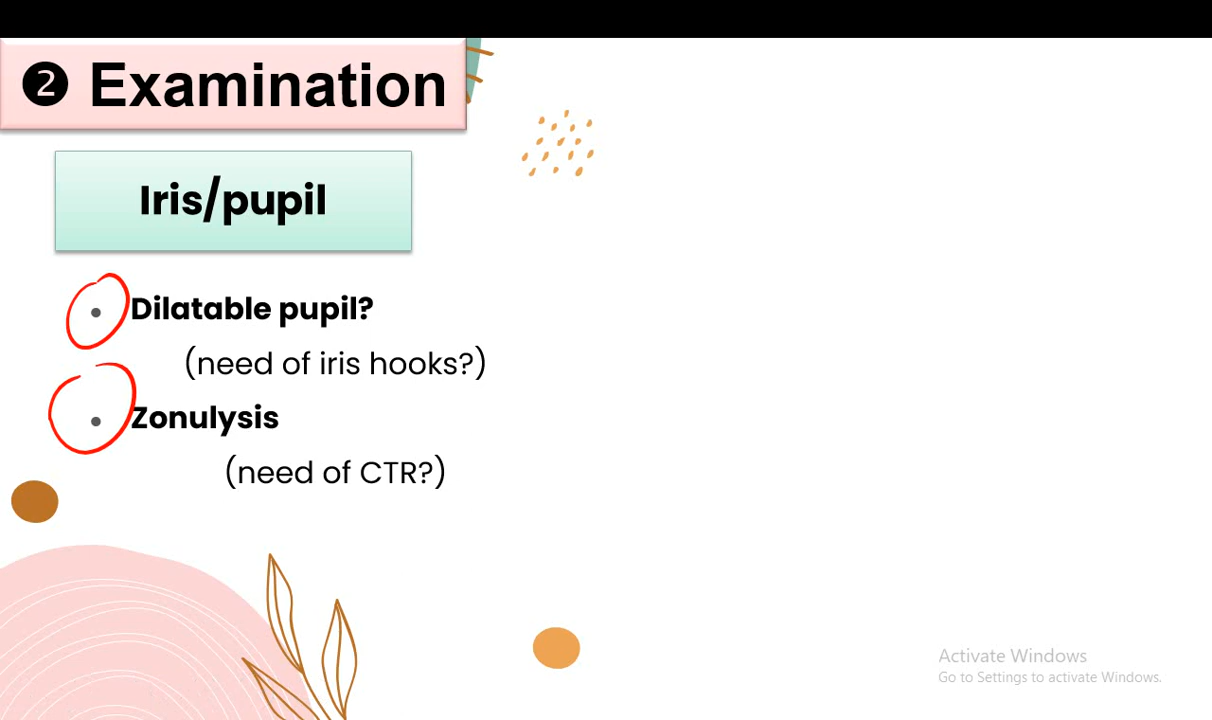 ❷ Examination
Iris/pupil
• Dilatable pupil?
(need of iris hooks?)
• Zonulysis
(need of CTR?)
Activate Windows
Go to Settings to activate Windows.